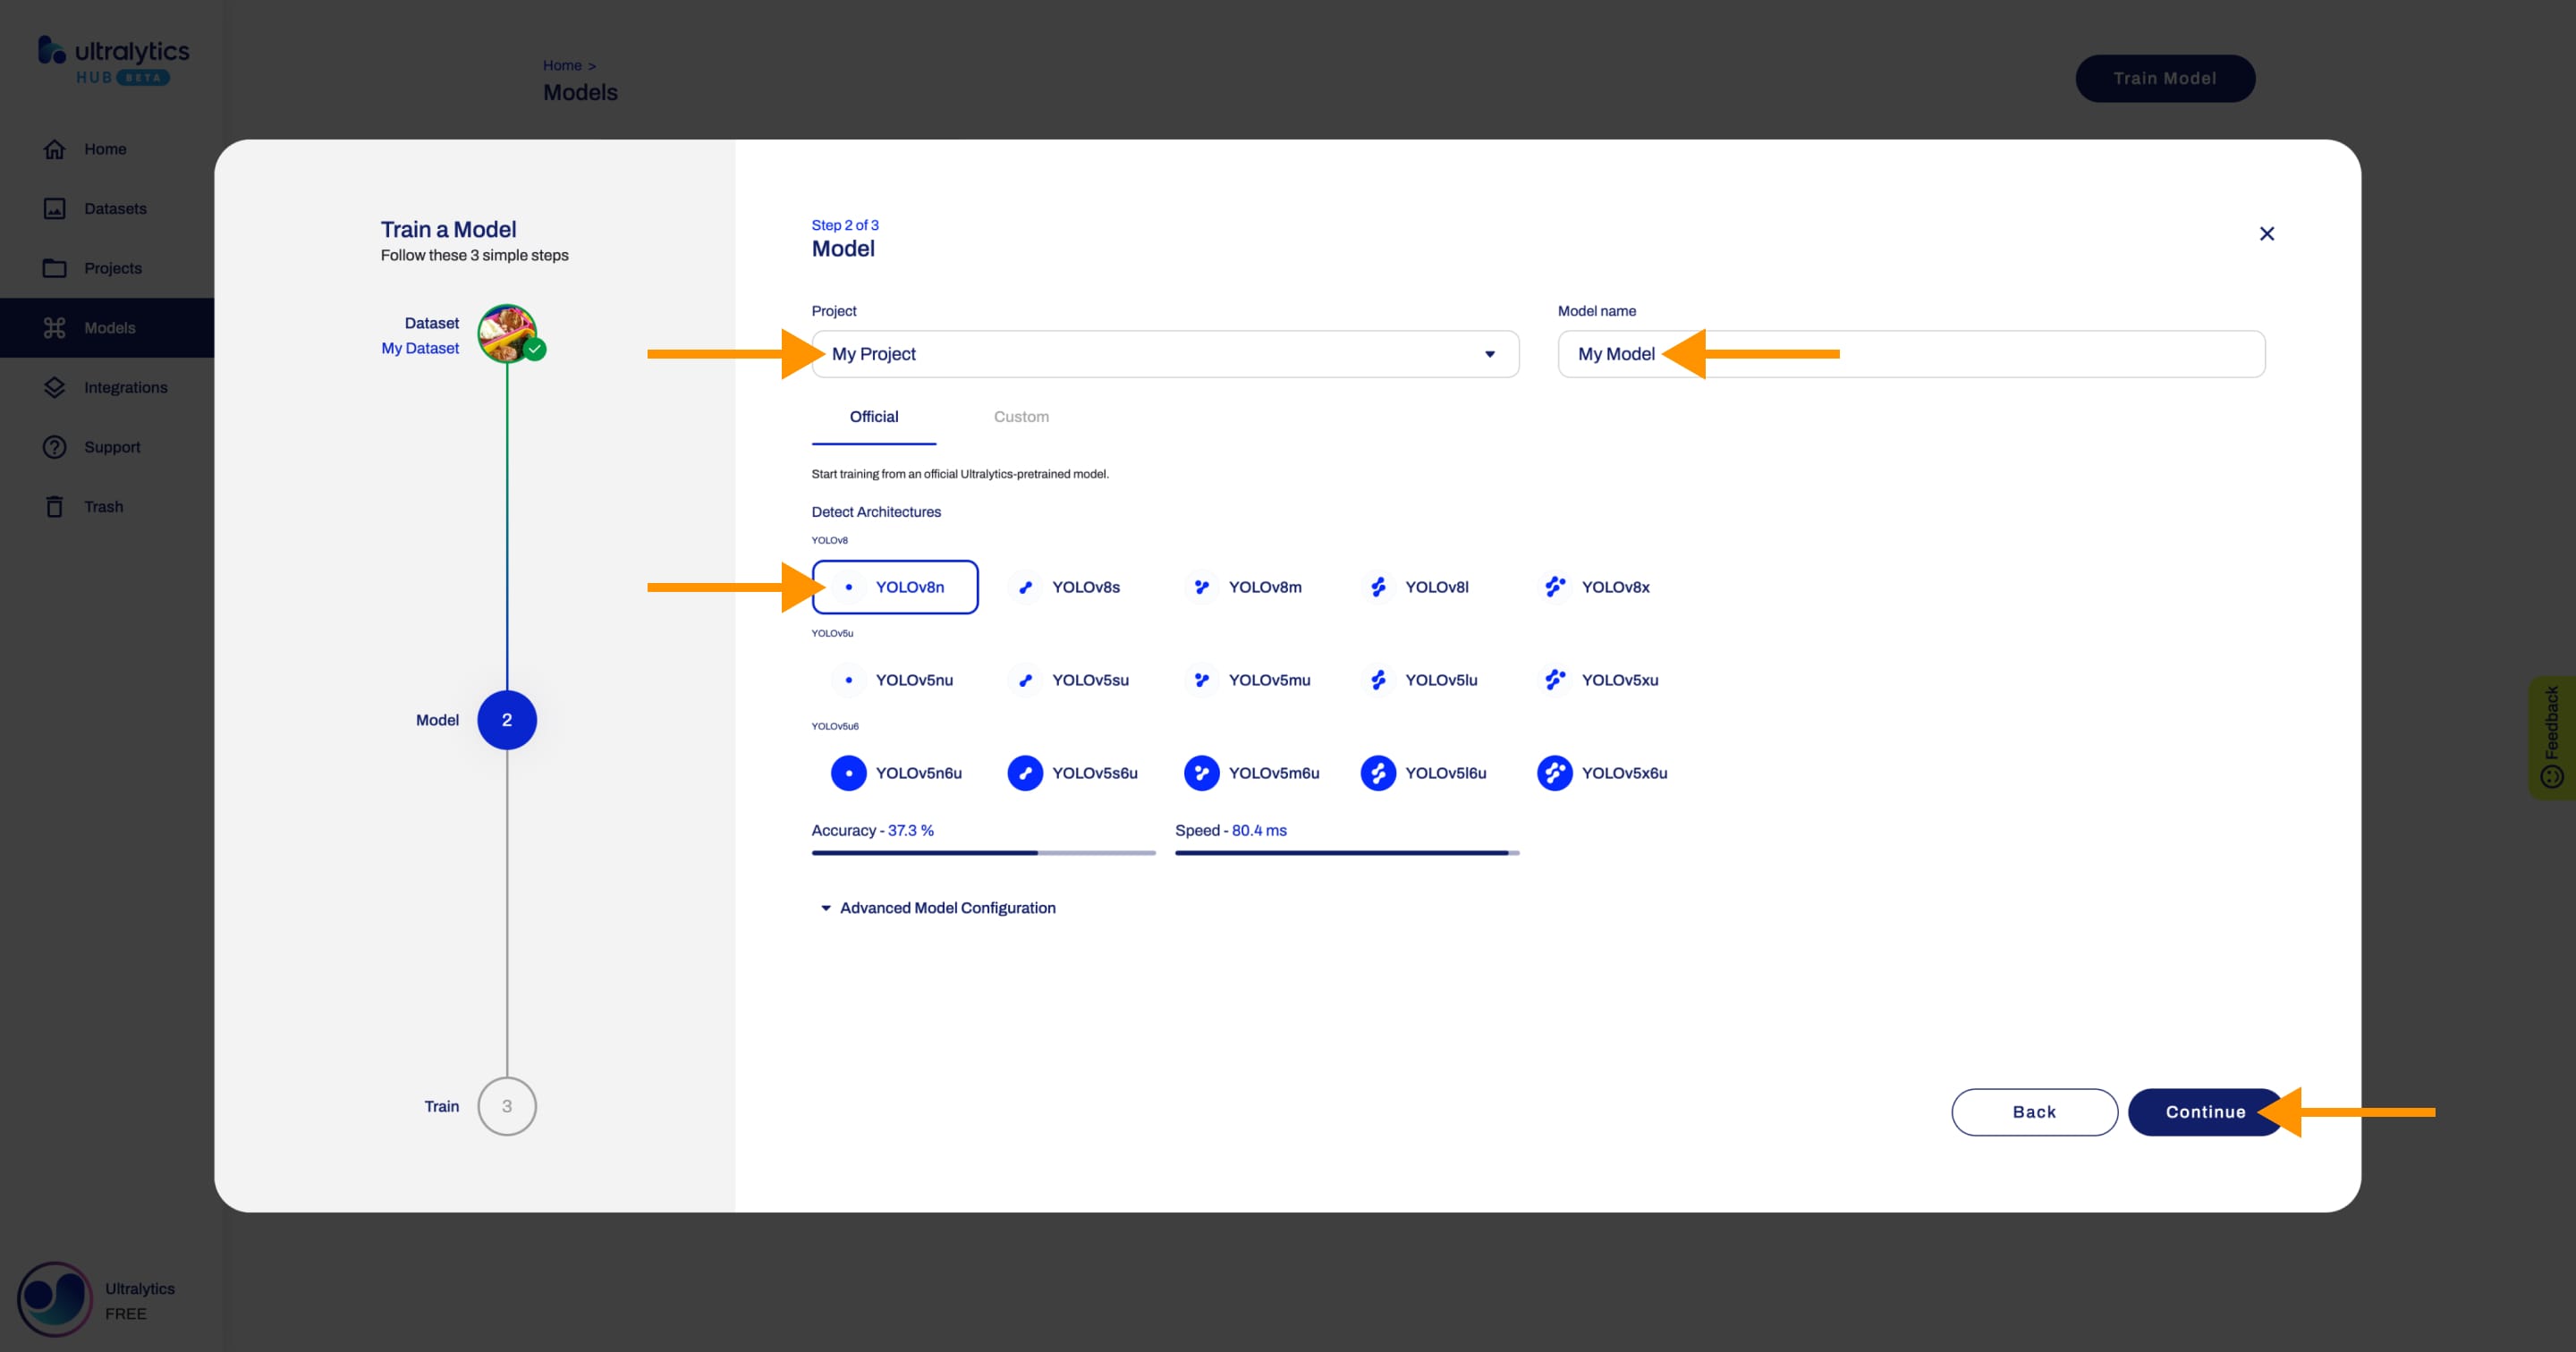 ultralytics
HUB BETA
Home
Datasets
Projects
Models
Integrations
Support
Trash
Ultralytics
FREE
Home >
Models
Train Model
Train a Model
Follow these 3 simple steps
Dataset
My Dataset
Model
2
Train
3
Step 2 of 3
Model
Project
Model name
My Project
My Model
Official Custom
Start training from an official Ultralytics-pretrained model.
Detect Architectures
YOLOv8
YOLOv8n YOLOv8s YOLOv8m YOLOv8l YOLOv8x
YOLOv5u
YOLOv5nu YOLOv5su YOLOv5mu YOLOv5lu YOLOv5xu
YOLOv5u6
YOLOv5n6u YOLOv5s6u YOLOv5m6u YOLOv5l6u YOLOv5x6u
Accuracy - 37.3 % Speed - 80.4 ms
Advanced Model Configuration
Back Continue
Feedback